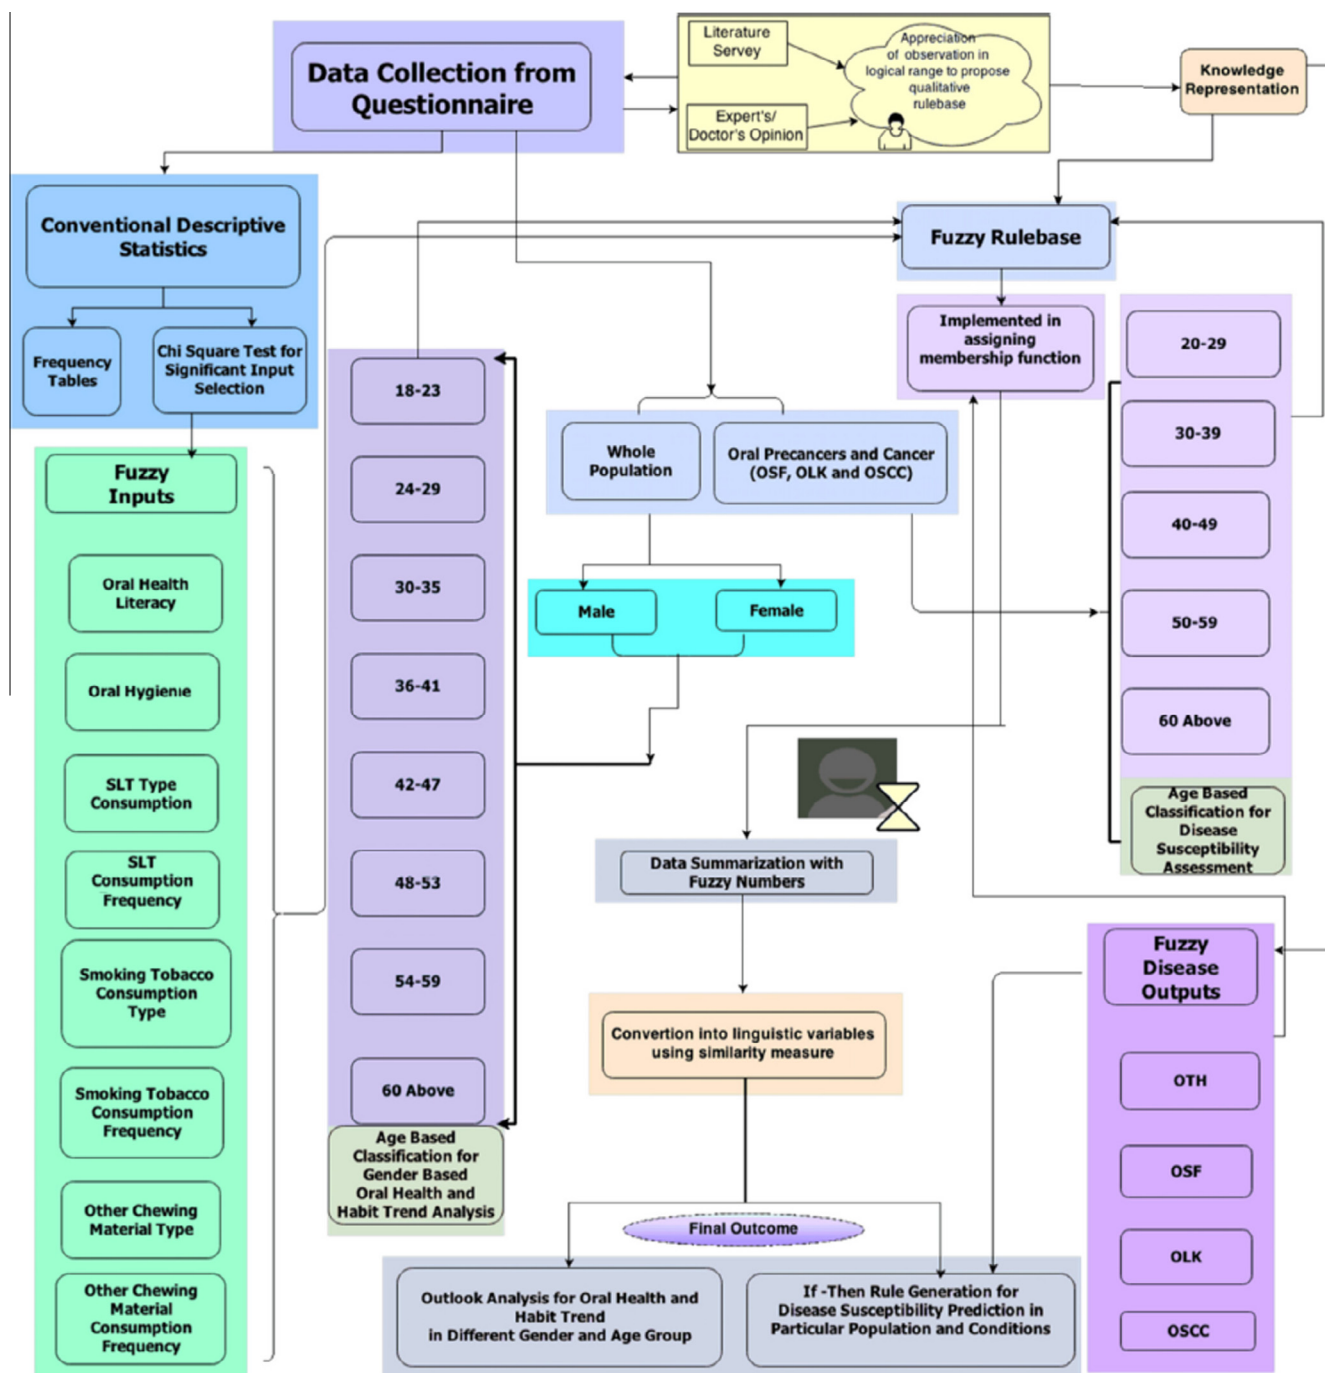 Data Collection from
Questionnaire
Literature
Servey
Expert's/
Doctor's Opinion
Appreciation
of observation in
logical range to propose
qualitative
rulebase
Knowledge
Representation
Conventional Descriptive
Statistics
Frequency
Tables
Chi Square Test for
Significant Input
Selection
Fuzzy Rulebase
Implemented in
assigning
membership function
Fuzzy
Inputs
Oral Health
Literacy
Oral Hygienie
SLT Type
Consumption
SLT
Consumption
Frequency
Smoking Tobacco
Consumption
Type
Smoking Tobacco
Consumption
Frequency
Other Chewing
Material Type
Other Chewing
Material
Consumption
Frequency
18-23
24-29
30-35
36-41
42-47
48-53
54-59
60 Above
Age Based
Classification for
Gender Based
Oral Health and
Habit Trend Analysis
Whole
Population
Oral Precancers and Cancer
(OSF, OLK and OSCC)
Male
Female
20-29
30-39
40-49
50-59
60 Above
Age Based
Classification for
Disease
Susceptibility
Assessment
Data Summarization with
Fuzzy Numbers
Convertion into linguistic variables
using similarity measure
Final Outcome
Outlook Analysis for Oral Health and
Habit Trend
in Different Gender and Age Group
If -Then Rule Generation for
Disease Susceptibility Prediction in
Particular Population and Conditions
Fuzzy
Disease
Outputs
OTH
OSF
OLK
OSCC